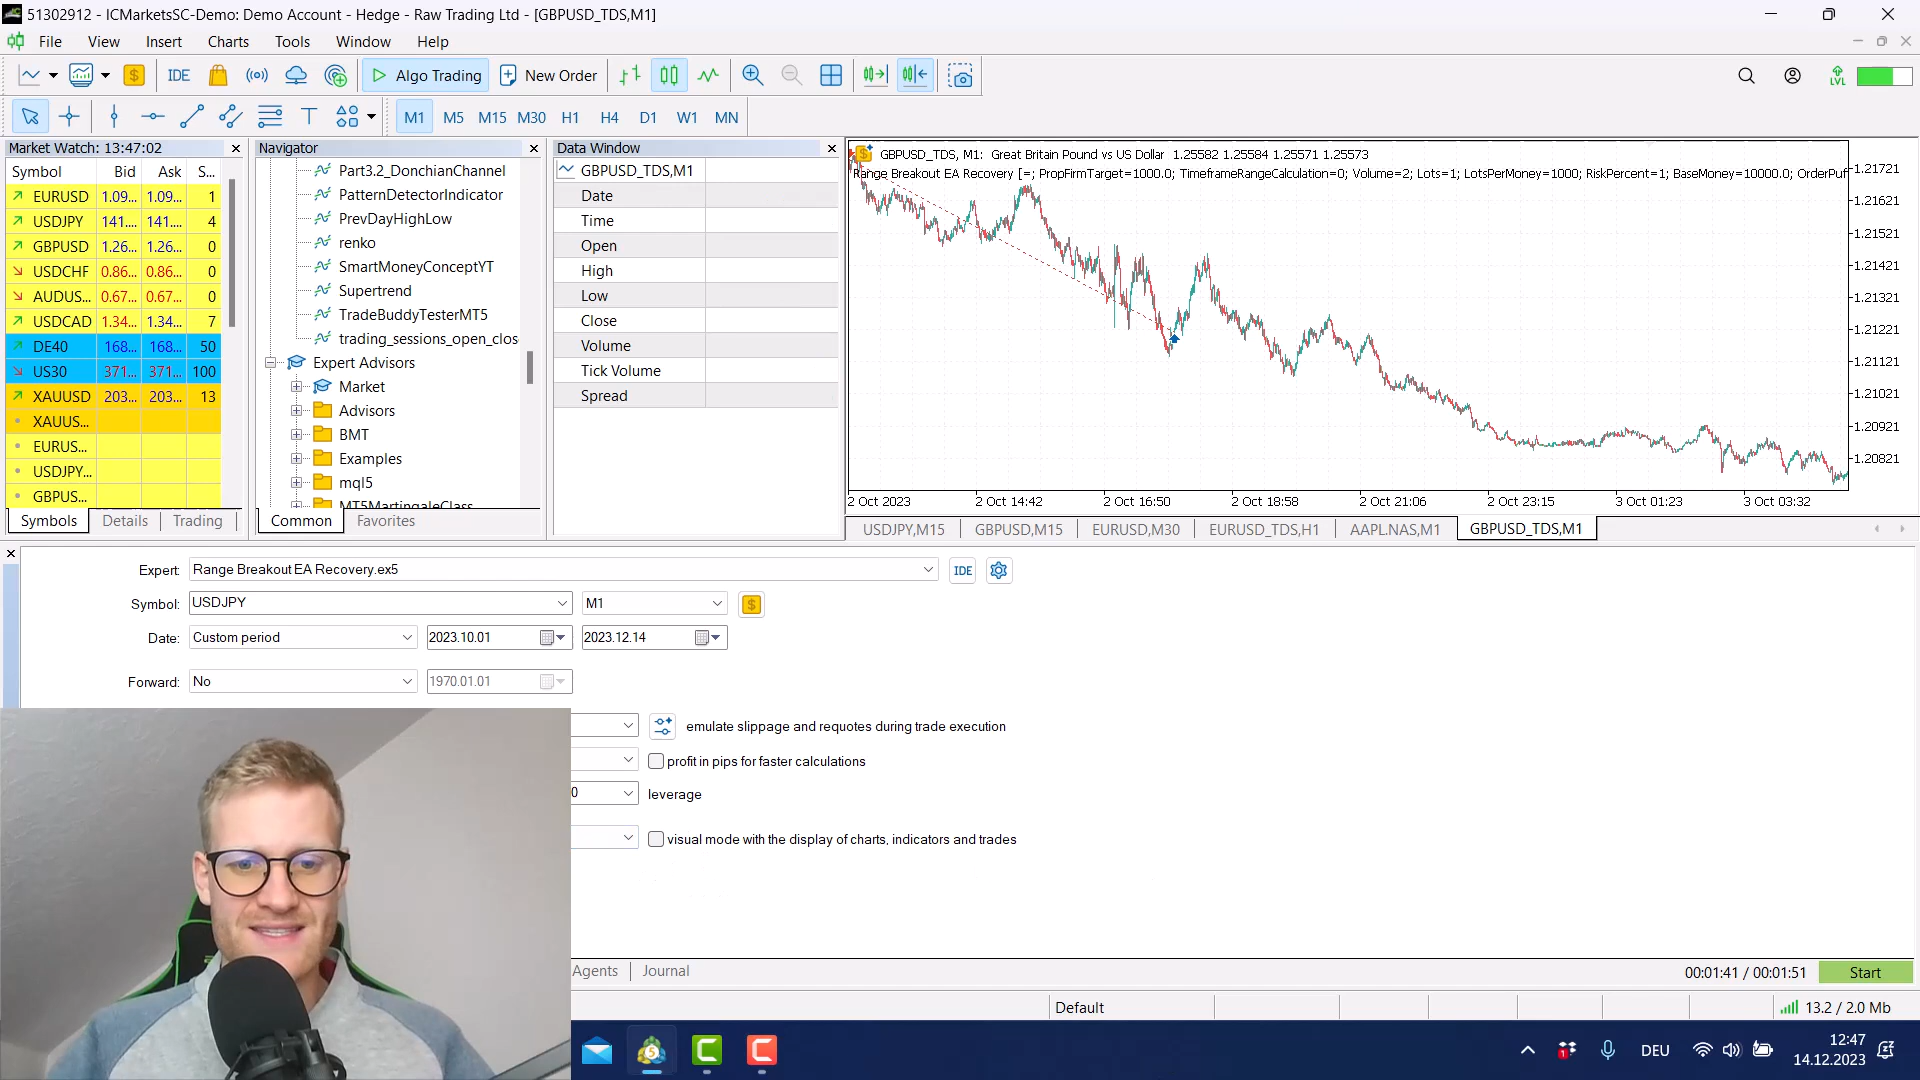 51302912 - ICMarketsSC-Demo: Demo Account - Hedge - Raw Trading Ltd - [GBPUSD_TDS,M1]
File View Insert Charts Tools Window Help
IDE Algo Trading New Order LVL
M1 M5 M15 M30 H1 H4 D1 W1 MN
Market Watch: 13:47:02
Symbol Bid Ask S...
EURUSD 1.09... 1.09... 1
USDJPY 141.... 141.... 4
GBPUSD 1.26... 1.26... 0
USDCHF 0.86... 0.86... 0
AUDUS... 0.67... 0.67... 0
USDCAD 1.34... 1.34... 7
DE40 168... 168... 50
US30 371... 371... 100
XAUUSD 203... 203... 13
XAUUS...
EURUS...
USDJPY...
GBPUS...
Symbols Details Trading
Navigator
Part3.2_DonchianChannel
PatternDetectorIndicator
PrevDayHighLow
renko
SmartMoneyConceptYT
Supertrend
TradeBuddyTesterMT5
trading_sessions_open_clos
Expert Advisors
Market
Advisors
BMT
Examples
mql5
MT5MartingaleClass
Common Favorites
Data Window
GBPUSD_TDS,M1
Date
Time
Open
High
Low
Close
Volume
Tick Volume
Spread
GBPUSD_TDS, M1: Great Britain Pound vs US Dollar 1.25582 1.25584 1.25571 1.25573
Range Breakout EA Recovery [=; PropFirmTarget=1000.0; TimeframeRangeCalculation=0; Volume=2; Lots=1; LotsPerMoney=1000; RiskPercent=1; BaseMoney=10000.0; OrderPuf
1.21721
1.21621
1.21521
1.21421
1.21321
1.21221
1.21121
1.21021
1.20921
1.20821
2 Oct 2023 2 Oct 14:42 2 Oct 16:50 2 Oct 18:58 2 Oct 21:06 2 Oct 23:15 3 Oct 01:23 3 Oct 03:32
USDJPY,M15 GBPUSD,M15 EURUSD,M30 EURUSD_TDS,H1 AAPL.NAS,M1 GBPUSD_TDS,M1
Expert: Range Breakout EA Recovery.ex5 IDE
Symbol: USDJPY M1
Date: Custom period 2023.10.01 2023.12.14
Forward: No 1970.01.01
emulate slippage and requotes during trade execution
profit in pips for faster calculations
0 leverage
visual mode with the display of charts, indicators and trades
Agents Journal 00:01:41 / 00:01:51 Start
Default 13.2 / 2.0 Mb
1 DEU 12:47
14.12.2023